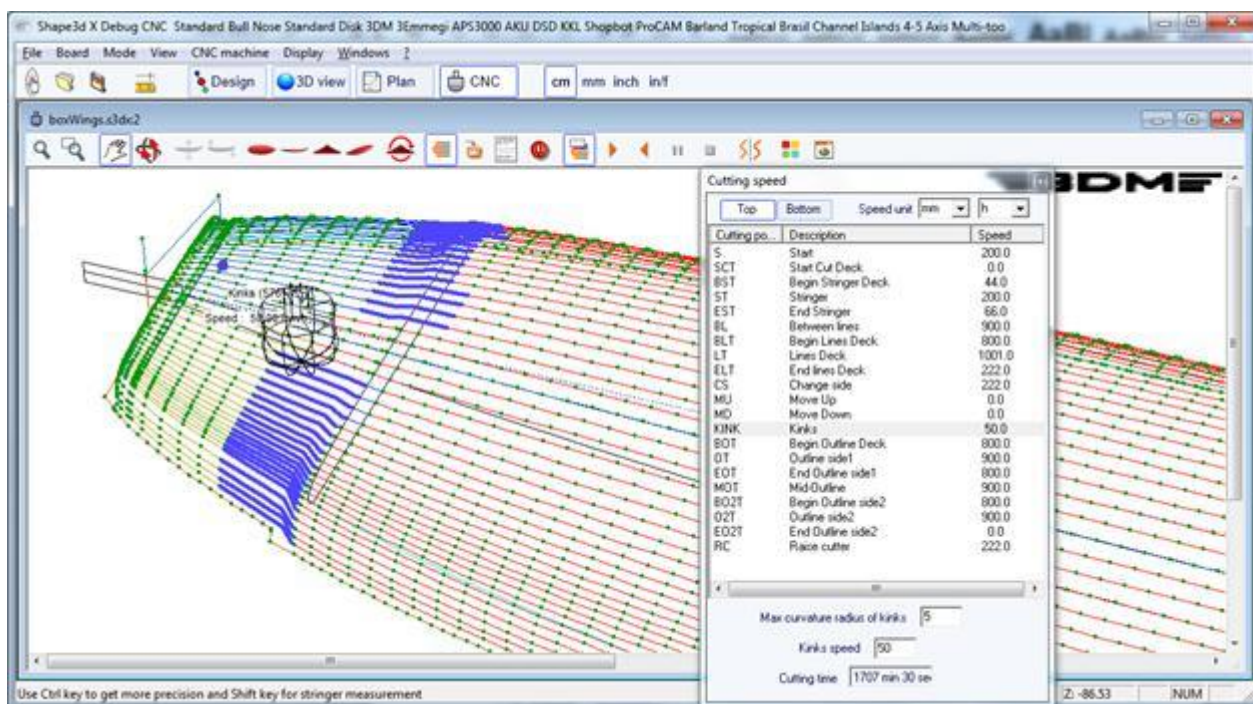 Shape3d X Debug CNC Standard Bull Nose Standard Disk 3DM 3Emmegi APS3000 AKU DSD KKL Shopbot ProCAM Barland Tropical Brasil Channel Islands 4-5 Axis Multi-too
File Board Mode View CNC machine Display Windows ?
Design 3D view Plan CNC cm mm inch in/f
boxWings.s3dx2
3DM
Cutting speed
Top Bottom Speed unit mm h
Cutting po... Description Speed
S Start 200.0
SCT Start Cut Deck 0.0
BST Begin Stringer Deck 44.0
ST Stringer 200.0
EST End Stringer 66.0
BL Between lines 900.0
BLT Begin Lines Deck 800.0
LT Lines Deck 1001.0
ELT End lines Deck 222.0
CS Change side 222.0
MU Move Up 0.0
MD Move Down 0.0
KINK Kinks 50.0
BOT Begin Outline Deck 800.0
OT Outline side1 900.0
EOT End Outline side1 800.0
MOT Mid-Outline 900.0
BO2T Begin Outline side2 800.0
O2T Outline side2 900.0
EO2T End Outline side2 0.0
RC Raise cutter 222.0
Kinks
Speed :
Max curvature radius of kinks 5
Kinks speed 50
Cutting time 1707 min 30 se
Use Ctrl key to get more precision and Shift key for stringer measurement
Z: -86.53 NUM